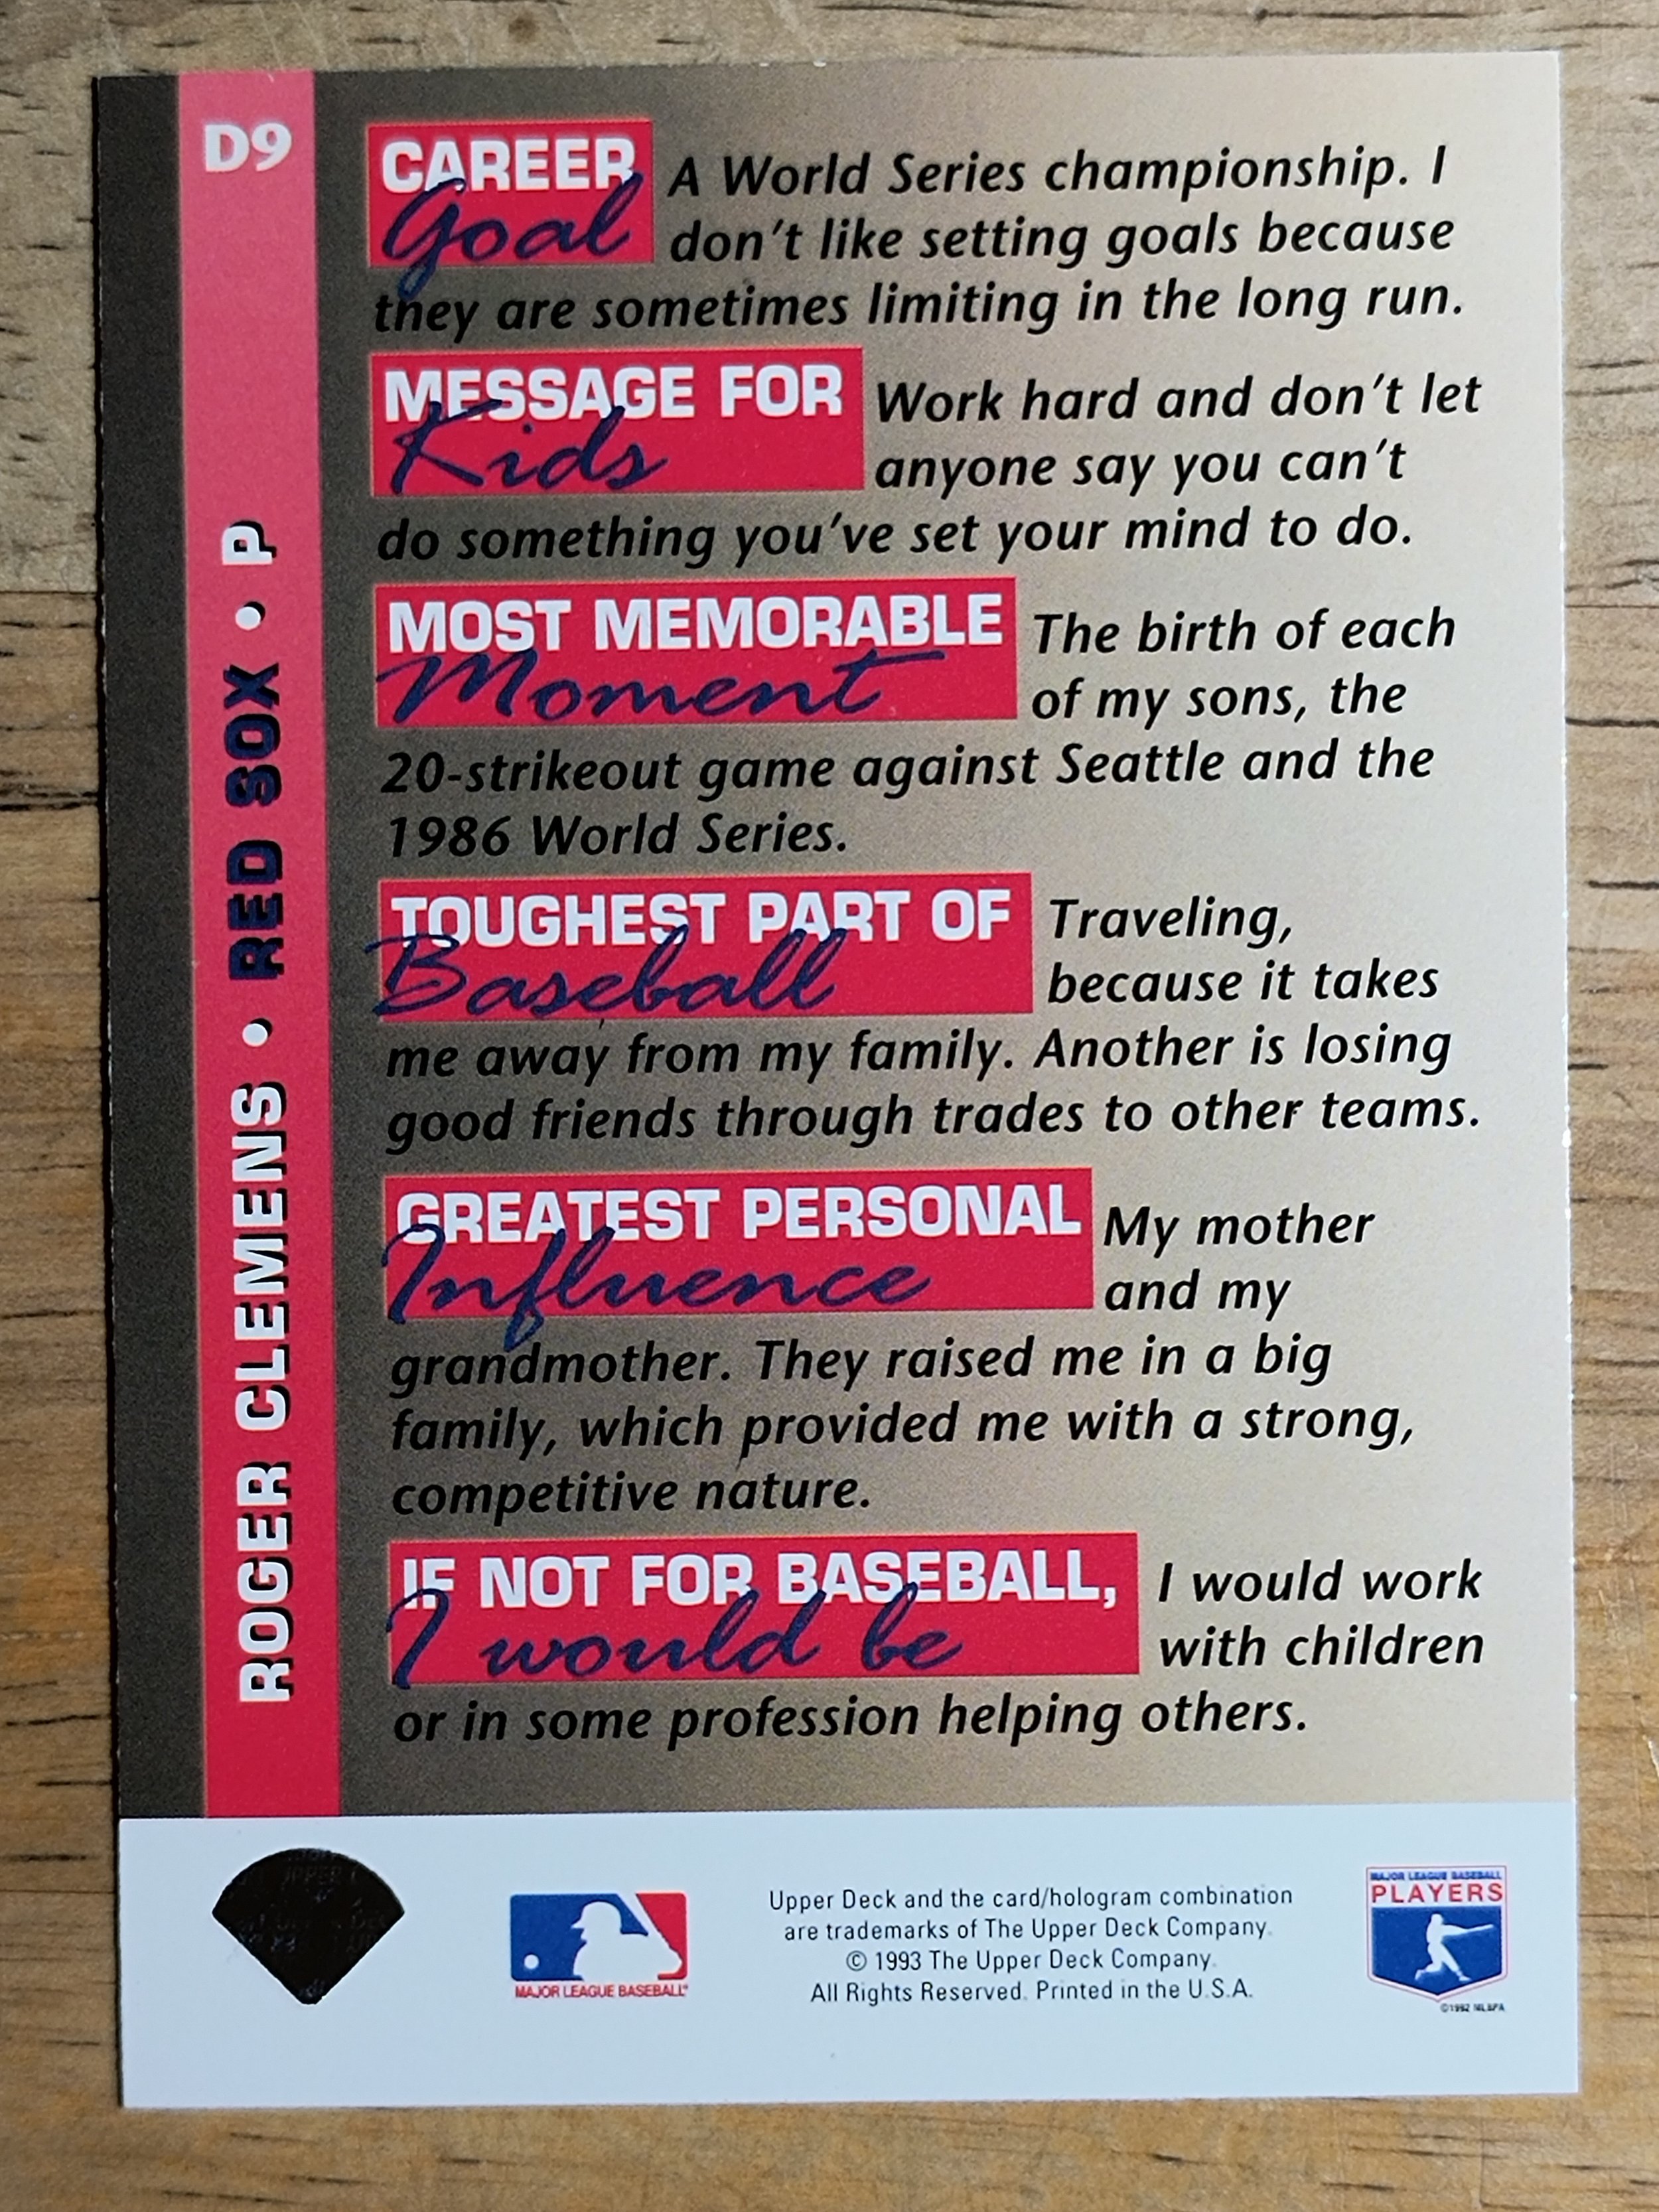 D9
ROGER CLEMENS • RED SOX • P
CAREER
Goal
A World Series championship. I
don't like setting goals because
they are sometimes limiting in the long run.
MESSAGE FOR
Kids
Work hard and don't let
anyone say you can't
do something you've set your mind to do.
MOST MEMORABLE
Moment
The birth of each
of my sons, the
20-strikeout game against Seattle and the
1986 World Series.
TOUGHEST PART OF
Baseball
Traveling,
because it takes
me away from my family. Another is losing
good friends through trades to other teams.
GREATEST PERSONAL
Influence
My mother
and my
grandmother. They raised me in a big
family, which provided me with a strong,
competitive nature.
IF NOT FOR BASEBALL,
I would be
I would work
with children
or in some profession helping others.
MAJOR LEAGUE BASEBALL®
Upper Deck and the card/hologram combination
are trademarks of The Upper Deck Company.
© 1993 The Upper Deck Company.
All Rights Reserved. Printed in the U.S.A.
MAJOR LEAGUE BASEBALL
PLAYERS
©1992 MLBPA